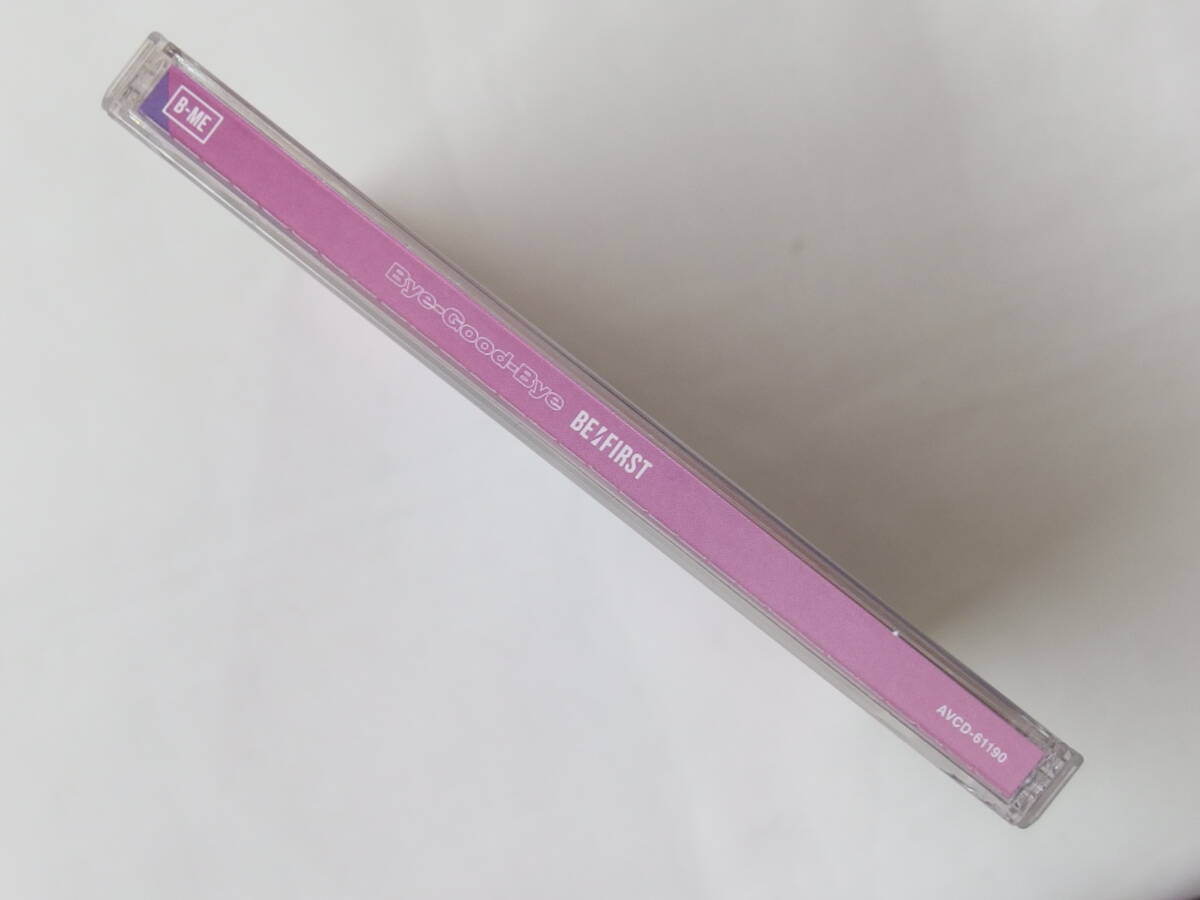 B-ME
Bye-Good-Bye
BE:FIRST
AVCD-61190